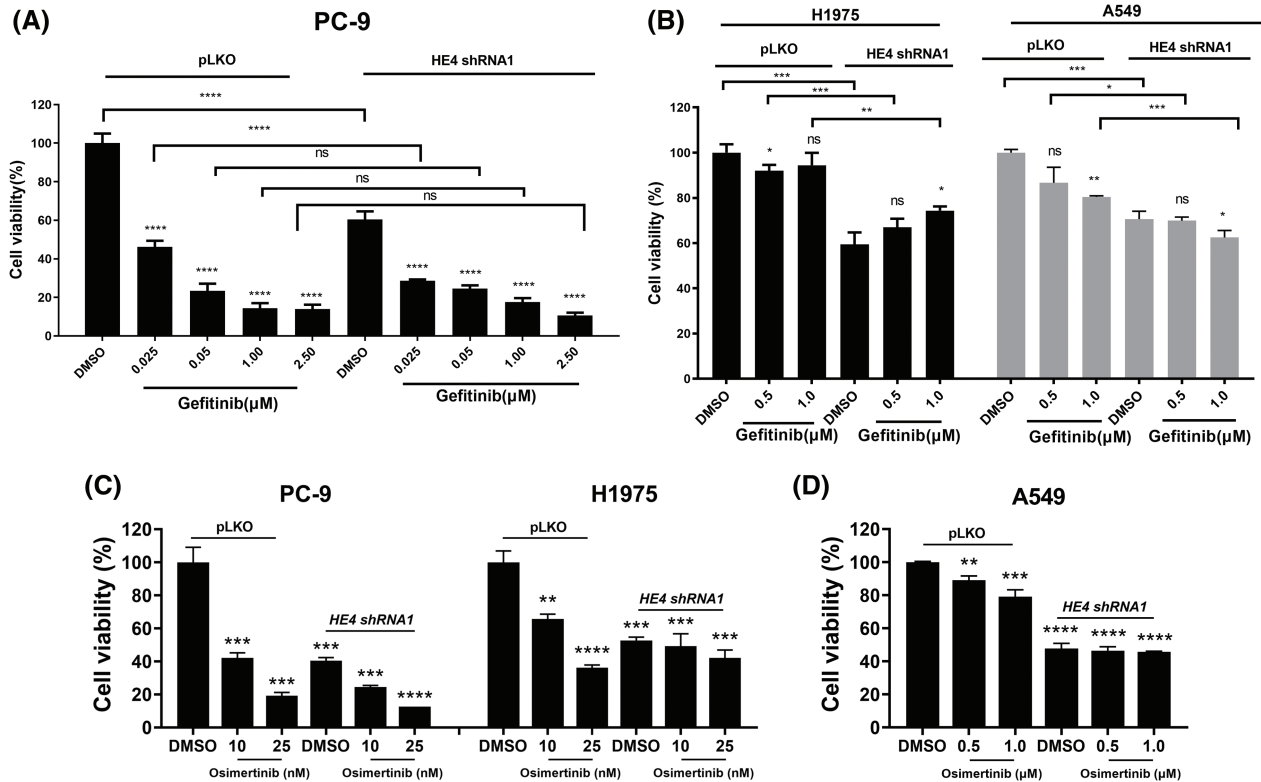 (A)
PC-9
pLKO
HE4 shRNA1
****
****
ns
ns
ns
Cell viability(%)
120
100
80
60
40
20
0
****
****
****
****
****
****
****
****
DMSO
0.025
0.05
1.00
2.50
DMSO
0.025
0.05
1.00
2.50
Gefitinib(µM)
Gefitinib(µM)
(B)
H1975
A549
pLKO
HE4 shRNA1
pLKO
HE4 shRNA1
***
***
**
***
*
***
Cell viability (%)
120
100
80
60
40
20
0
*
ns
ns
*
ns
**
ns
*
DMSO
0.5
1.0
DMSO
0.5
1.0
DMSO
0.5
1.0
DMSO
0.5
1.0
Gefitinib(µM)
Gefitinib(µM)
Gefitinib(µM)
Gefitinib(µM)
(C)
PC-9
H1975
pLKO
HE4 shRNA1
pLKO
HE4 shRNA1
Cell viability (%)
120
100
80
60
40
20
0
***
***
***
***
****
**
****
***
***
***
DMSO 10 25 DMSO 10 25
DMSO 10 25 DMSO 10 25
Osimertinib (nM)
Osimertinib (nM)
Osimertinib (nM)
Osimertinib (nM)
(D)
A549
pLKO
HE4 shRNA1
Cell viability (%)
120
100
80
60
40
20
0
**
***
****
****
****
DMSO 0.5 1.0 DMSO 0.5 1.0
Osimertinib (µM)
Osimertinib (µM)